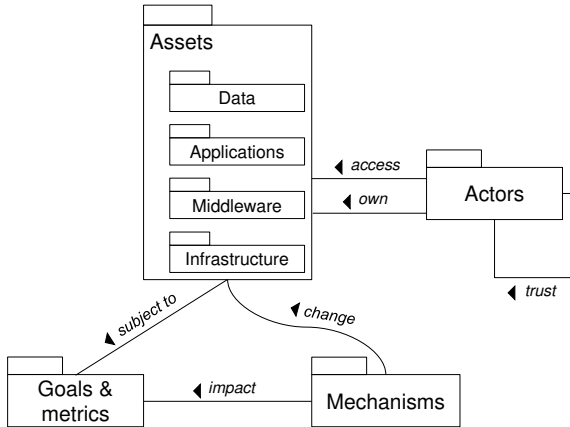 Assets
Data
Applications
Middleware
Infrastructure
access
own
Actors
trust
subject to
change
Goals &
metrics
impact
Mechanisms